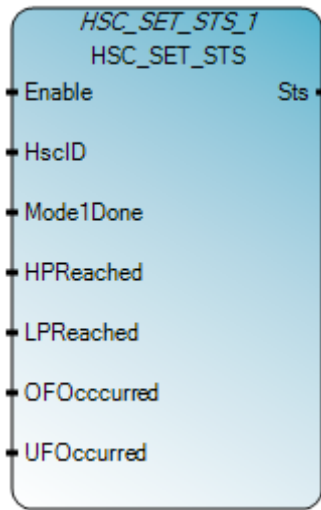 HSC_SET_STS_1
HSC_SET_STS
Enable Sts
HscID
Mode1Done
HPReached
LPReached
OFOcccurred
UFOccurred